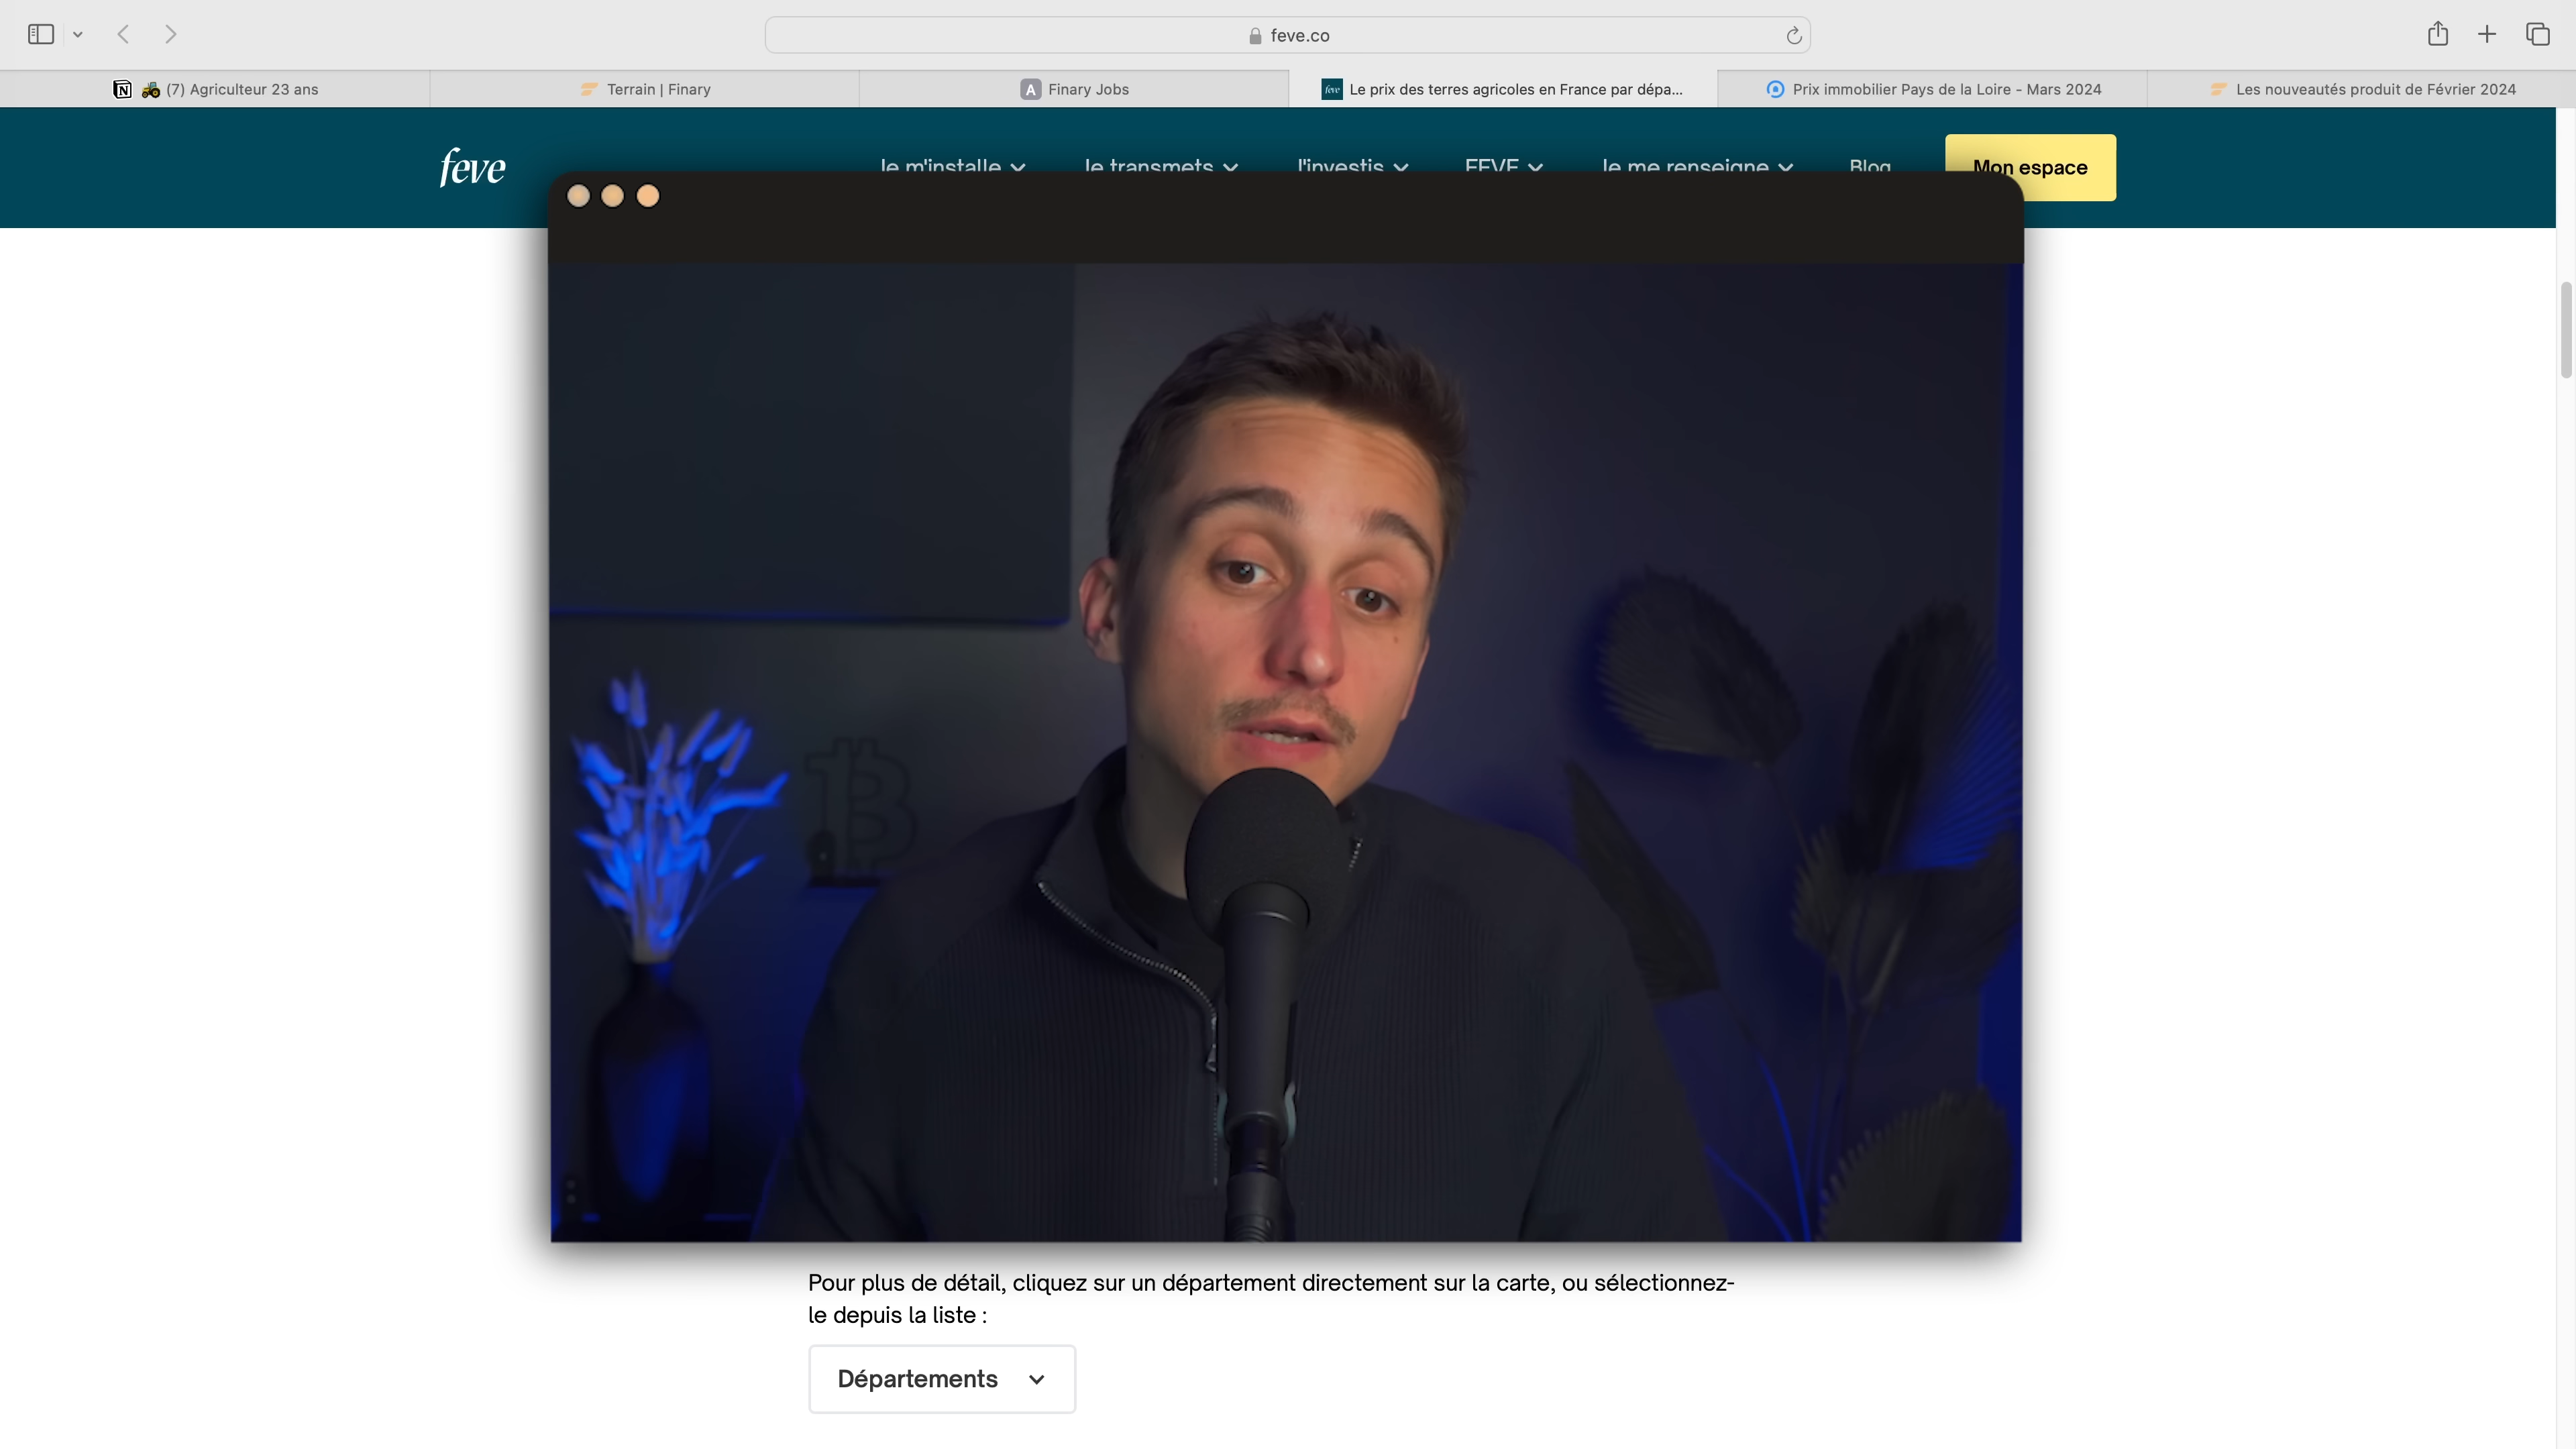 feve.co
(7) Agriculteur 23 ans
Terrain | Finary
A Finary Jobs
feve Le prix des terres agricoles en France par dépa...
Prix immobilier Pays de la Loire - Mars 2024
Les nouveautés produit de Février 2024
feve
Je m'installe
Je transmets
J'investis
FEVE
Je me renseigne
Blog
Mon espace
Pour plus de détail, cliquez sur un département directement sur la carte, ou sélectionnez-
le depuis la liste :
Départements